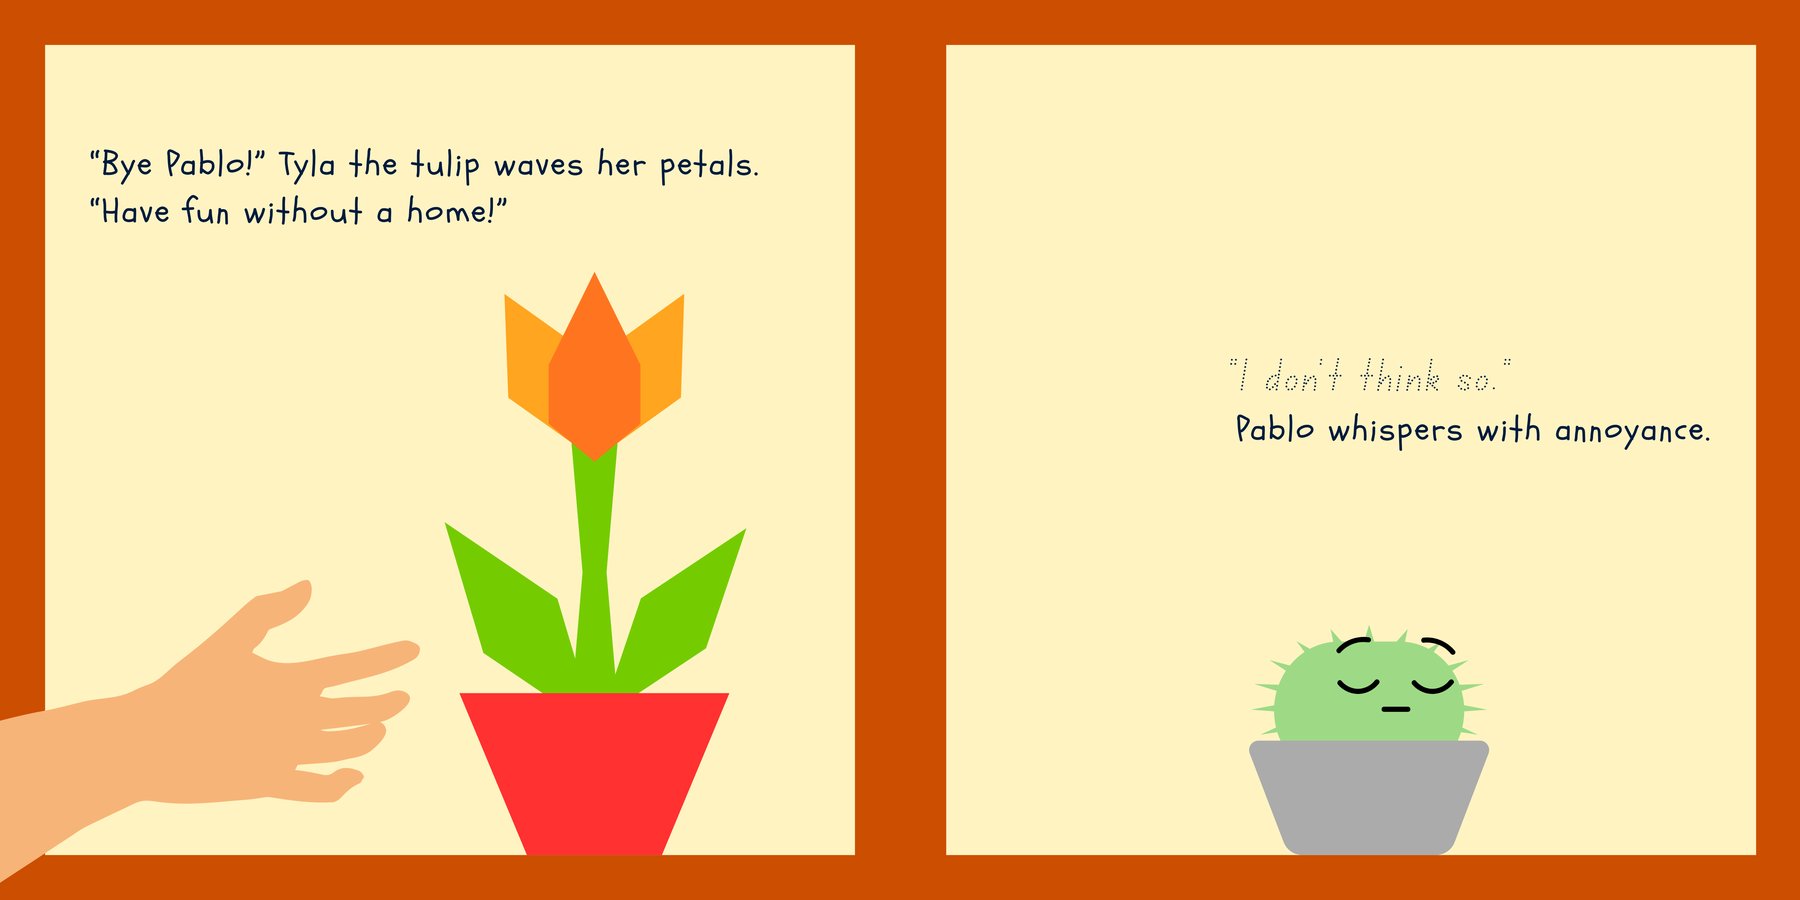 “Bye Pablo!” Tyla the tulip waves her petals.
“Have fun without a home!”
"I don't think so."
Pablo whispers with annoyance.